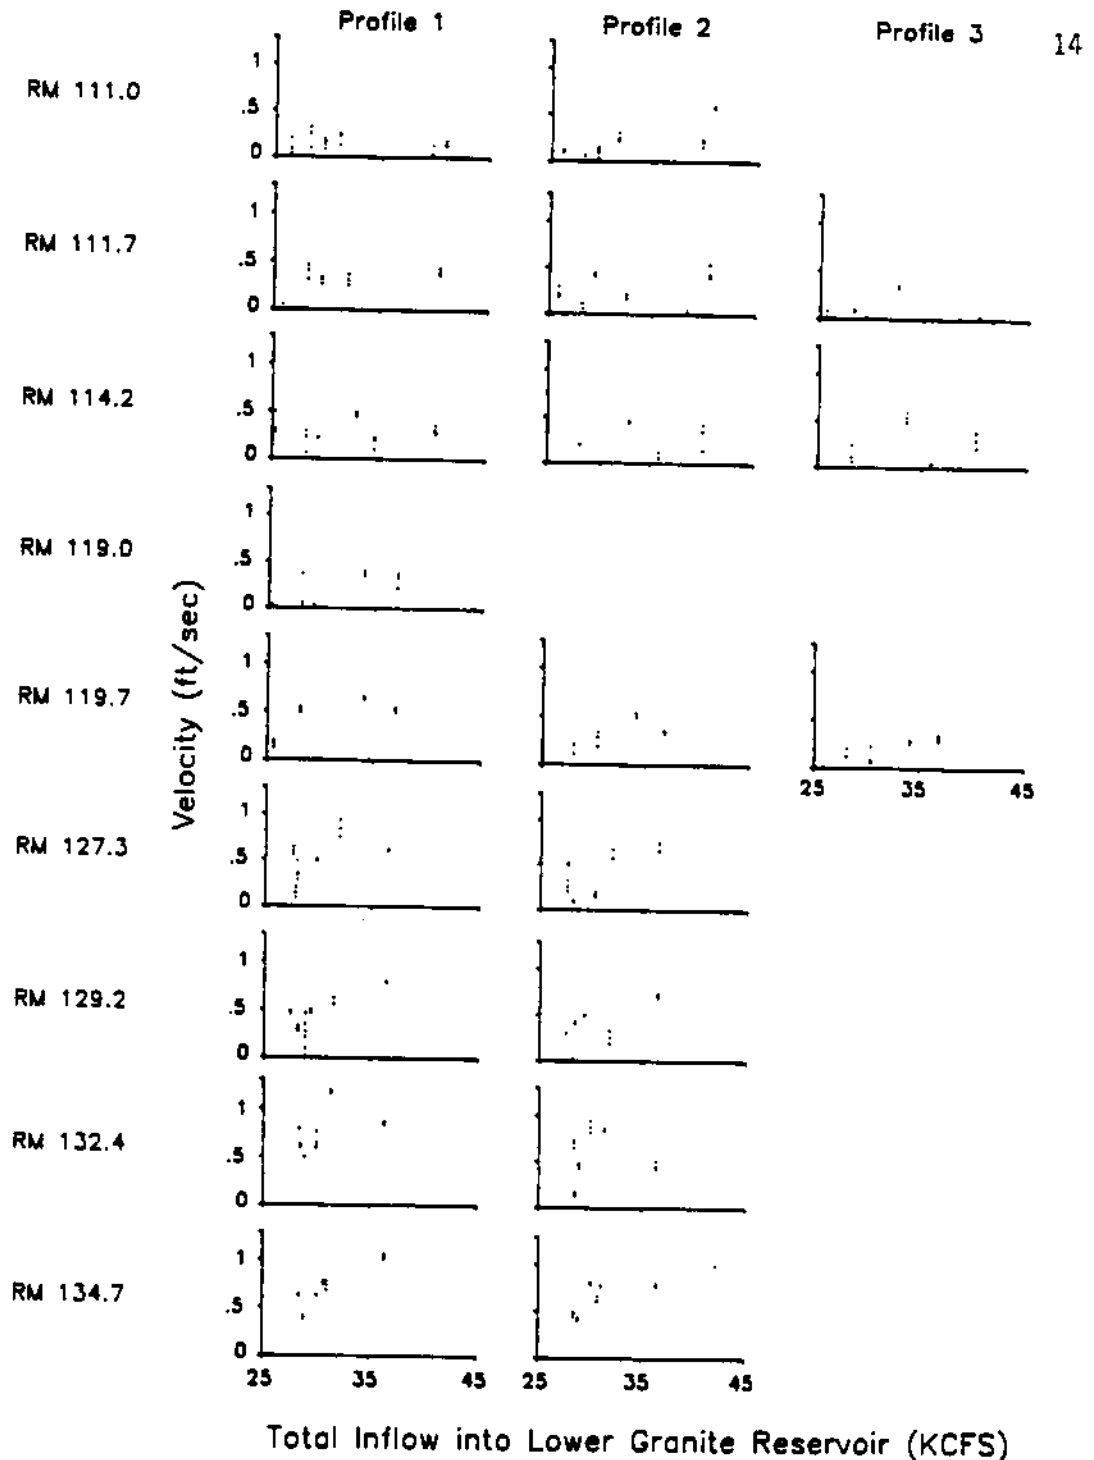 Profile 1 Profile 2 Profile 3 14
RM 111.0
1
.5
0
RM 111.7
1
.5
0
RM 114.2
1
.5
0
RM 119.0
1
.5
0
Velocity (ft/sec)
RM 119.7
1
.5
0
25 35 45
RM 127.3
1
.5
0
RM 129.2
1
.5
0
RM 132.4
1
.5
0
RM 134.7
1
.5
0
25 35 45 25 35 45
Total Inflow into Lower Granite Reservoir (KCFS)